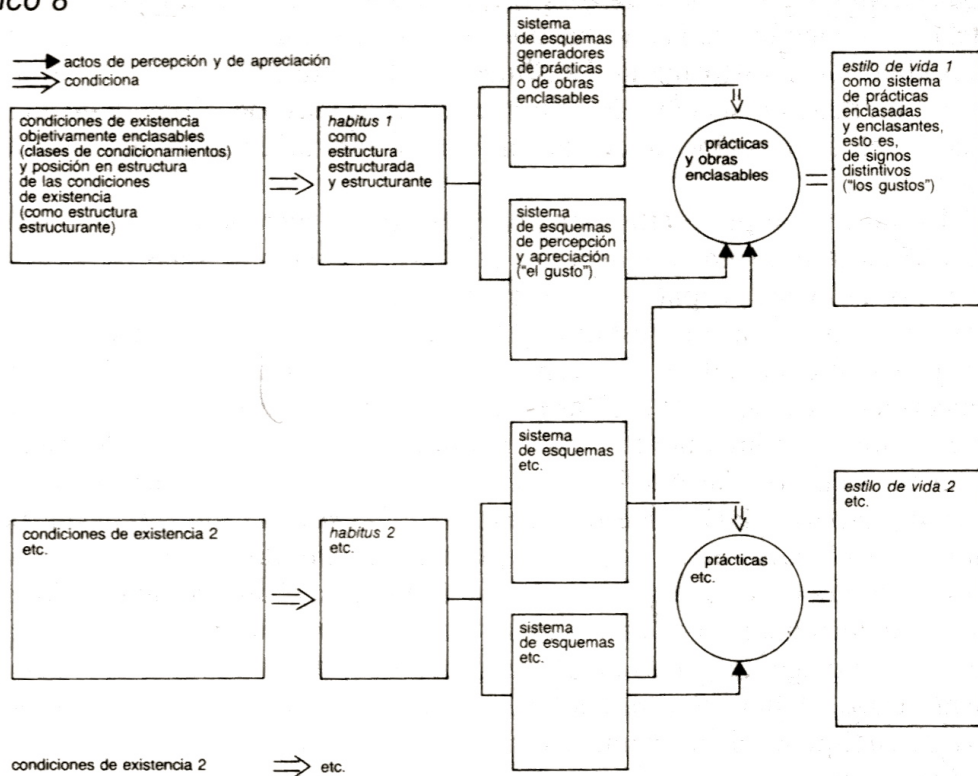 actos de percepción y de apreciación
condiciona
condiciones de existencia
objetivamente enclasables
(clases de condicionamientos)
y posición en estructura
de las condiciones
de existencia
(como estructura
estructurante)
habitus 1
como
estructura
estructurada
y estructurante
sistema
de esquemas
generadores
de prácticas
o de obras
enclasables
sistema
de esquemas
de percepción
y apreciación
("el gusto")
prácticas
y obras
enclasables
estilo de vida 1
como sistema
de prácticas
enclasadas
y enclasantes,
esto es,
de signos
distintivos
("los gustos")
condiciones de existencia 2
etc.
habitus 2
etc.
sistema
de esquemas
etc.
sistema
de esquemas
etc.
prácticas
etc.
estilo de vida 2
etc.
condiciones de existencia 2
etc.